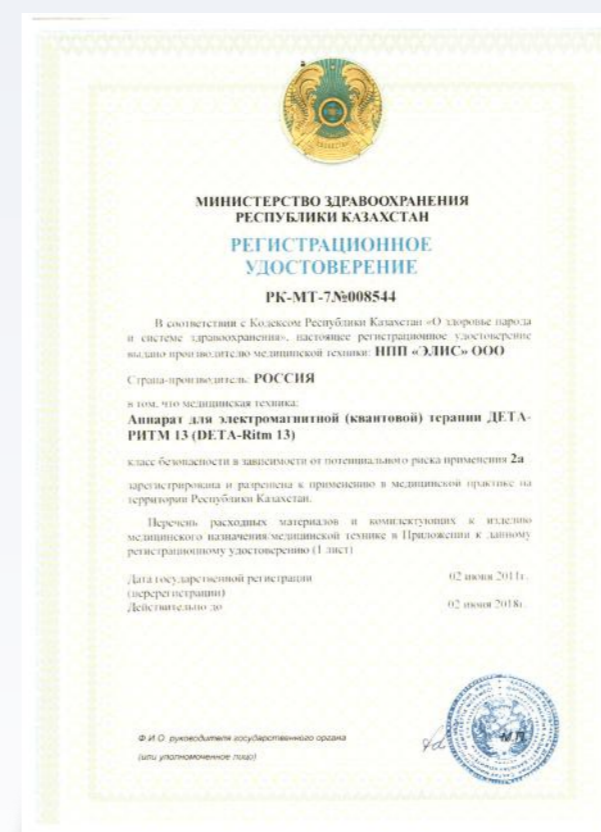 МИНИСТЕРСТВО ЗДРАВООХРАНЕНИЯ
РЕСПУБЛИКИ КАЗАХСТАН
РЕГИСТРАЦИОННОЕ
УДОСТОВЕРЕНИЕ
РК-МТ-7№008544
В соответствии с Кодексом Республики Казахстан «О здоровье народа
и системе здравоохранения», настоящее регистрационное удостоверение
выдано производителю медицинской техники: НПП «ЭЛИС» ООО
Страна-производитель: РОССИЯ
в том, что медицинская техника:
Аппарат для электромагнитной (квантовой) терапии ДЕТА-
РИТМ 13 (DETA-Ritm 13)
класс безопасности в зависимости от потенциального риска применения 2а
зарегистрирована и разрешена к применению в медицинской практике на
территории Республики Казахстан.
Перечень расходных материалов и комплектующих к изделию
медицинского назначения/медицинской технике в Приложении к данному
регистрационному удостоверению (1 лист)
Дата государственной регистрации 02 июня 2011г.
(перерегистрации)
Действительно до 02 июня 2018г.
Ф.И.О. руководителя государственного органа
(или уполномоченное лицо)
М.П.